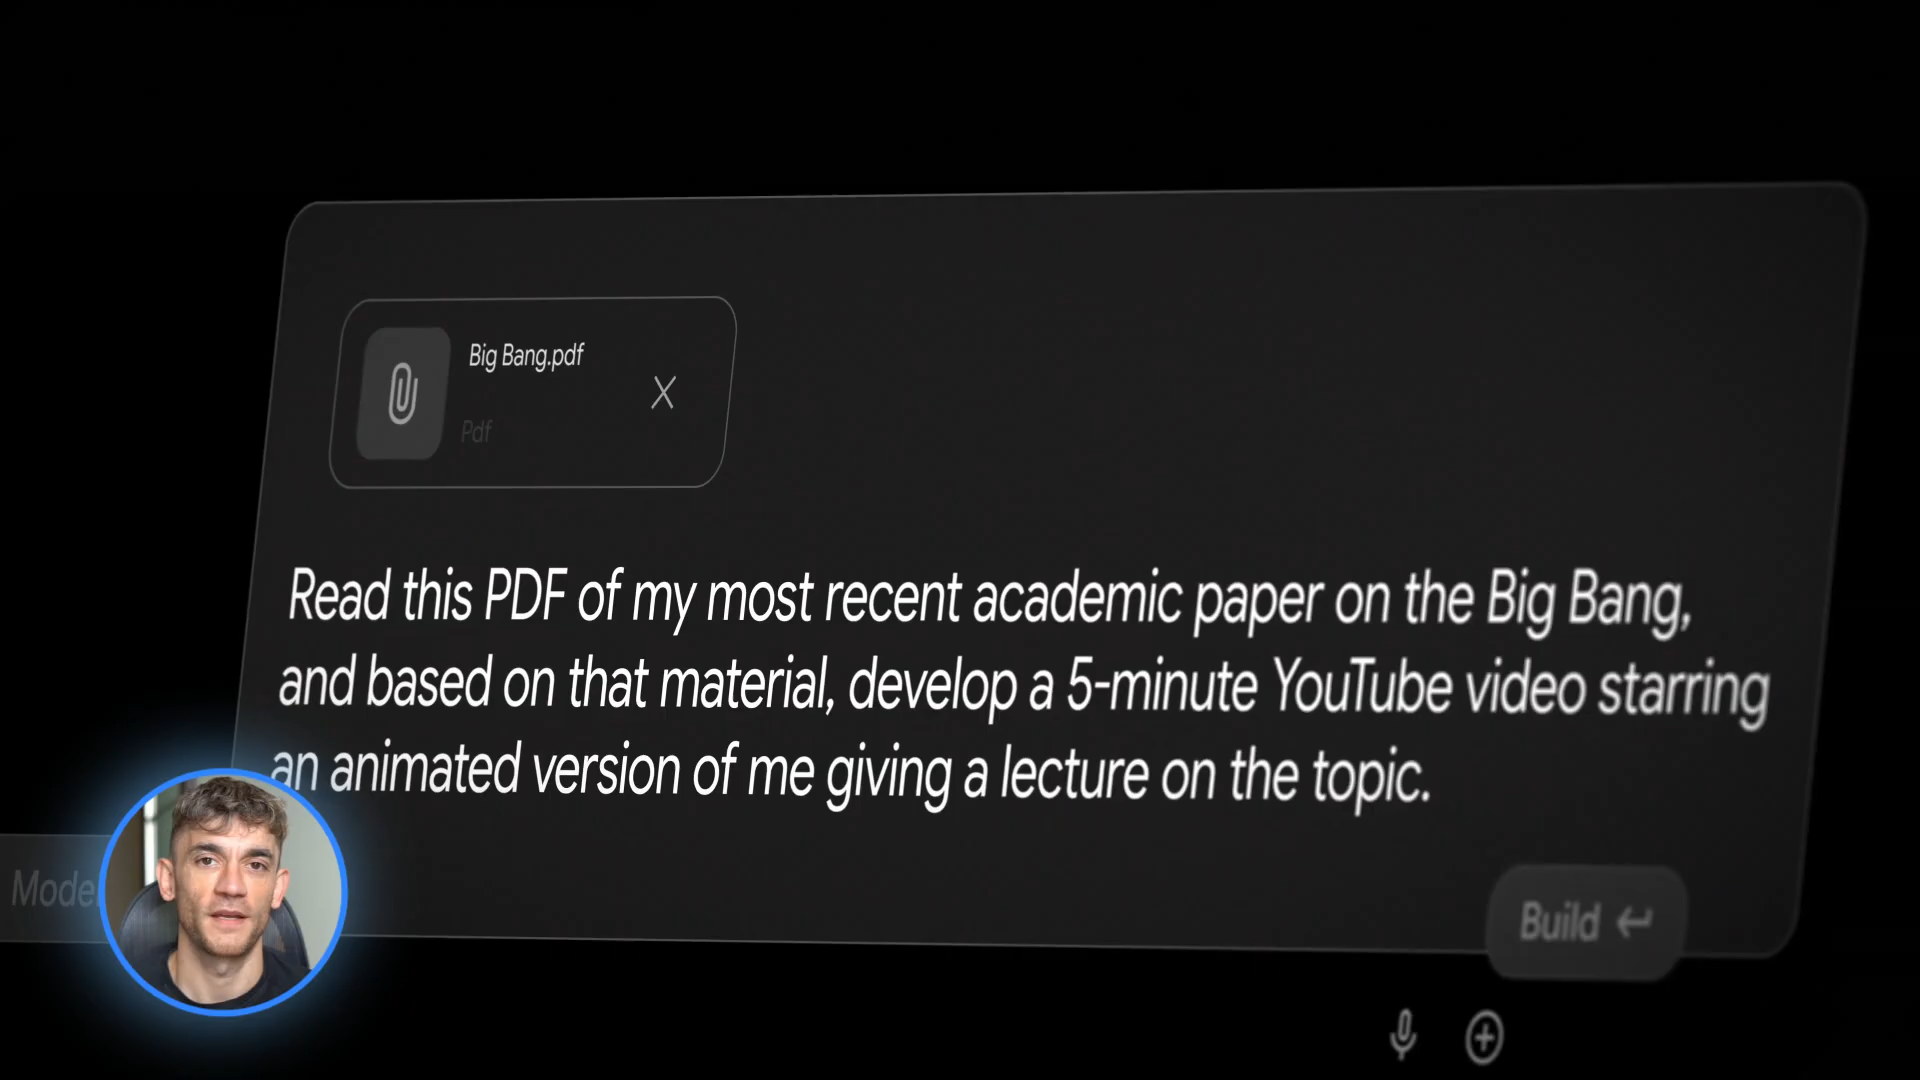 Big Bang.pdf
Pdf
Read this PDF of my most recent academic paper on the Big Bang,
and based on that material, develop a 5-minute YouTube video starring
an animated version of me giving a lecture on the topic.
Mode
Build